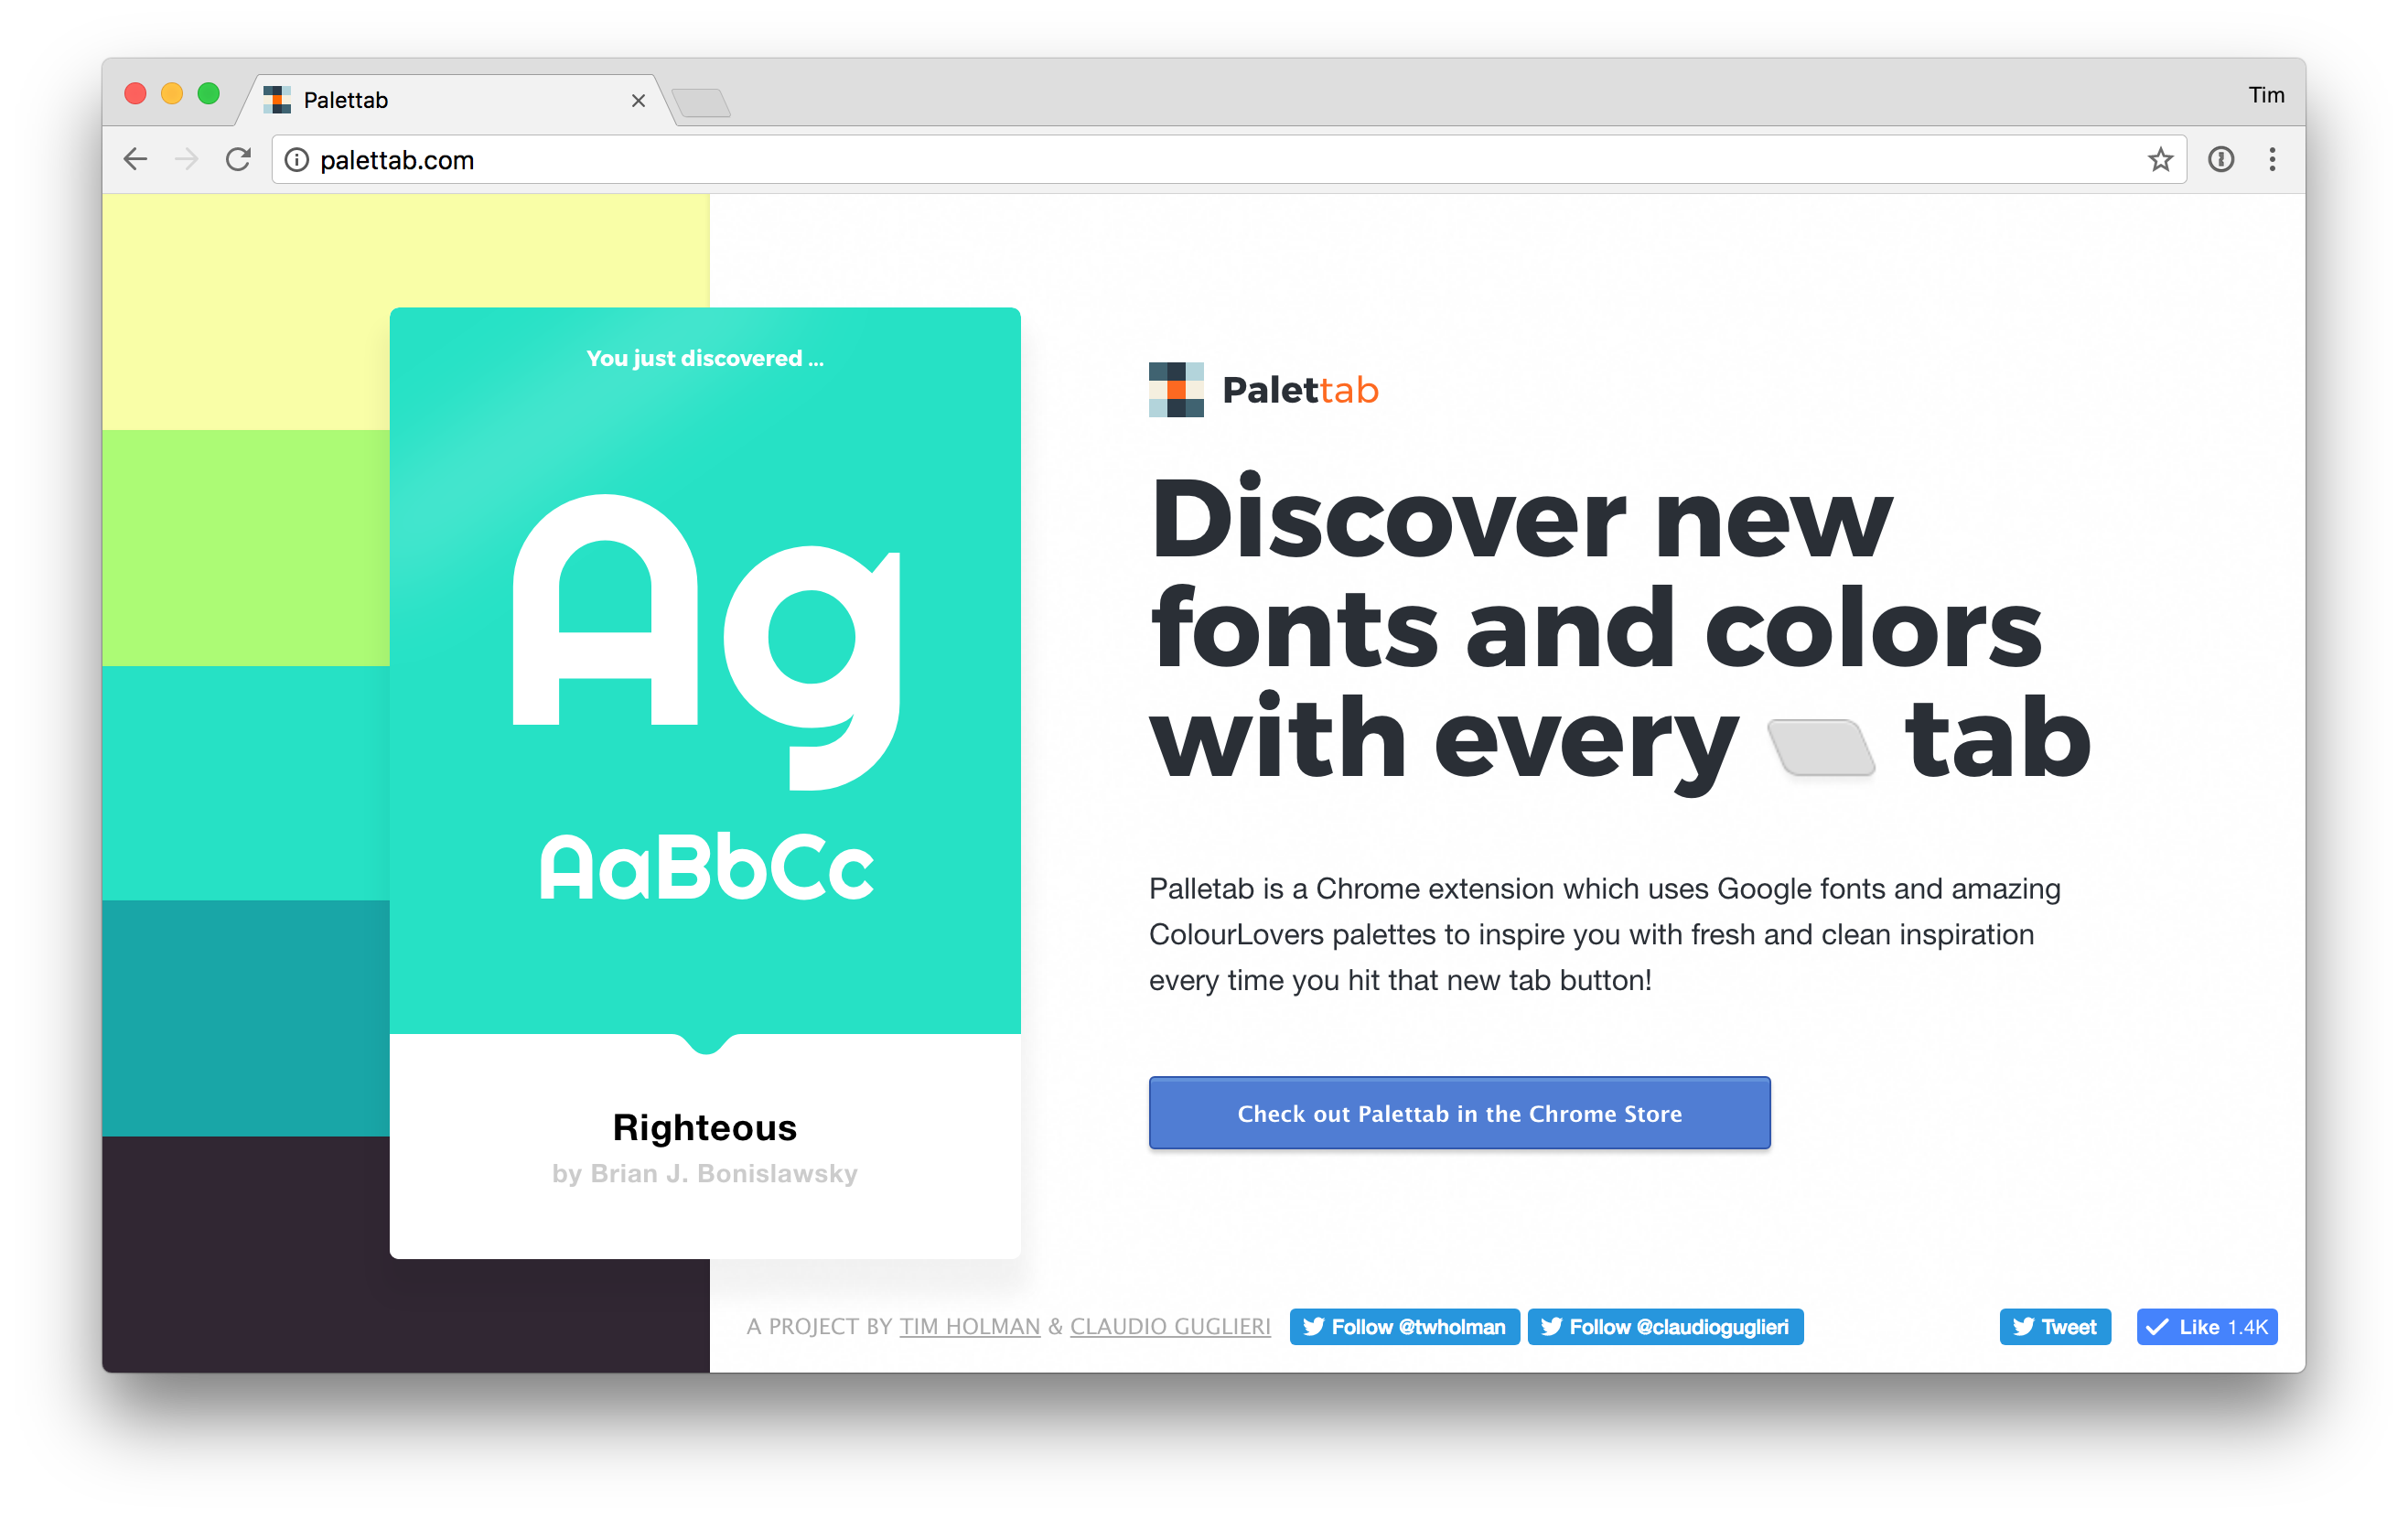 Palettab
Tim
palettab.com
You just discovered ...
Ag
AaBbCc
Righteous
by Brian J. Bonislawsky
Palettab
Discover new
fonts and colors
with every tab
Palletab is a Chrome extension which uses Google fonts and amazing
ColourLovers palettes to inspire you with fresh and clean inspiration
every time you hit that new tab button!
Check out Palettab in the Chrome Store
A PROJECT BY TIM HOLMAN & CLAUDIO GUGLIERI
Follow @twholman
Follow @claudioguglieri
Tweet
Like 1.4K